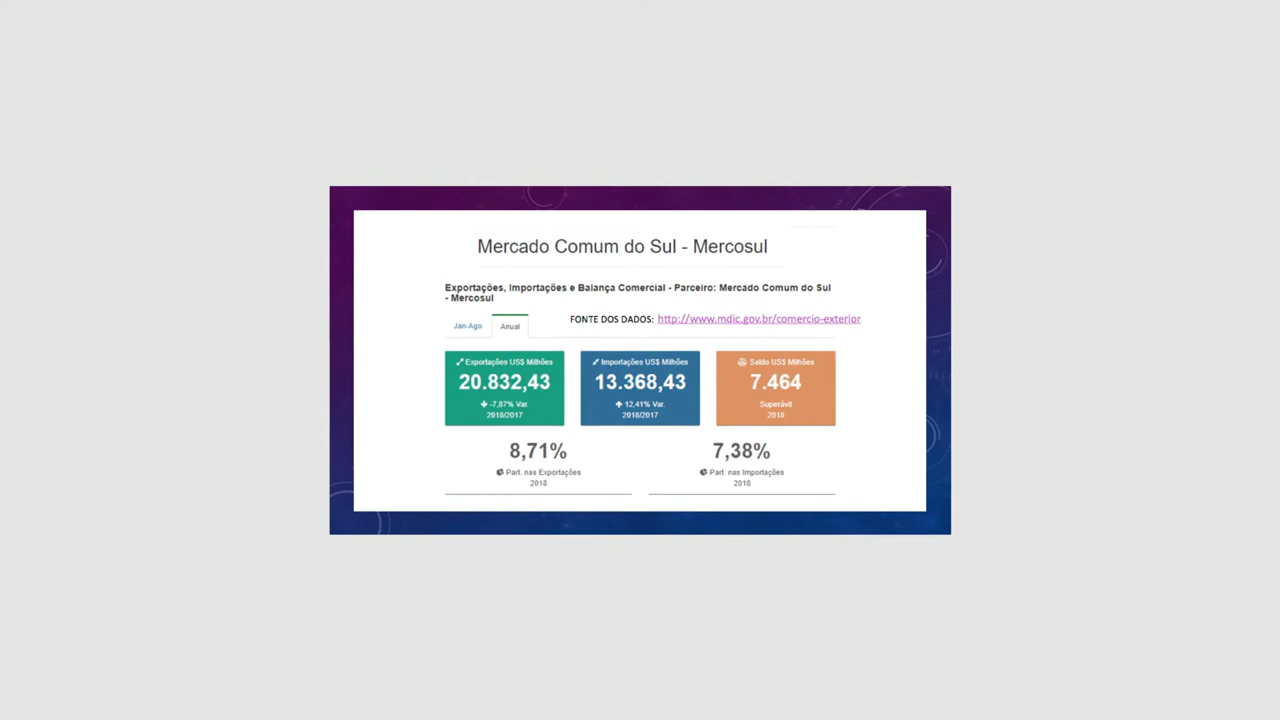 Mercado Comum do Sul - Mercosul
Exportações, Importações e Balança Comercial - Parceiro: Mercado Comum do Sul
- Mercosul
Jan-Ago
Anual
FONTE DOS DADOS: http://www.mdic.gov.br/comercio-exterior
Exportações US$ Milhões
20.832,43
-7,87% Var.
2018/2017
Importações US$ Milhões
13.368,43
12,41% Var.
2018/2017
Saldo US$ Milhões
7.464
Superávit
2018
8,71%
Part. nas Exportações
2018
7,38%
Part. nas Importações
2018